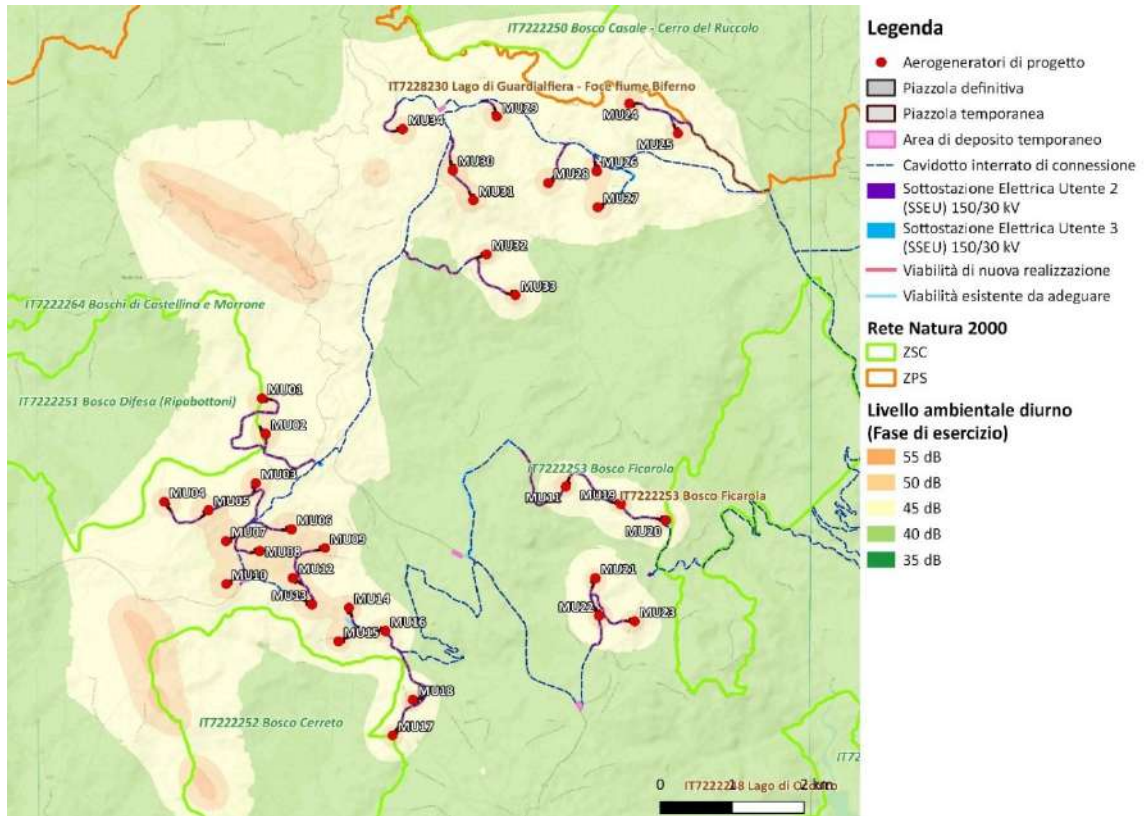 IT7222250 Bosco Casale - Cerro del Ruccolo
IT7228230 Lago di Guardialfiera - Foce fiume Biferno
MU24
MU29
MU34
MU25
MU26
MU30
MU28
MU31
MU27
MU32
MU33
IT7222264 Boschi di Castellino e Morrone
MU01
IT7222251 Bosco Difesa (Ripabottoni)
MU02
MU03
IT7222253 Bosco Ficarola
MU04
MU05
MU11
MU19
IT7222253 Bosco Ficarola
MU20
MU06
MU07
MU08
MU09
MU10
MU12
MU21
MU13
MU14
MU22
MU23
MU16
MU15
MU18
IT7222252 Bosco Cerreto
MU17
0 1 2 km
Legenda
Aerogeneratori di progetto
Piazzola definitiva
Piazzola temporanea
Area di deposito temporaneo
Cavidotto interrato di connessione
Sottostazione Elettrica Utente 2
(SSEU) 150/30 kV
Sottostazione Elettrica Utente 3
(SSEU) 150/30 kV
Viabilità di nuova realizzazione
Viabilità esistente da adeguare
Rete Natura 2000
ZSC
ZPS
Livello ambientale diurno
(Fase di esercizio)
55 dB
50 dB
45 dB
40 dB
35 dB